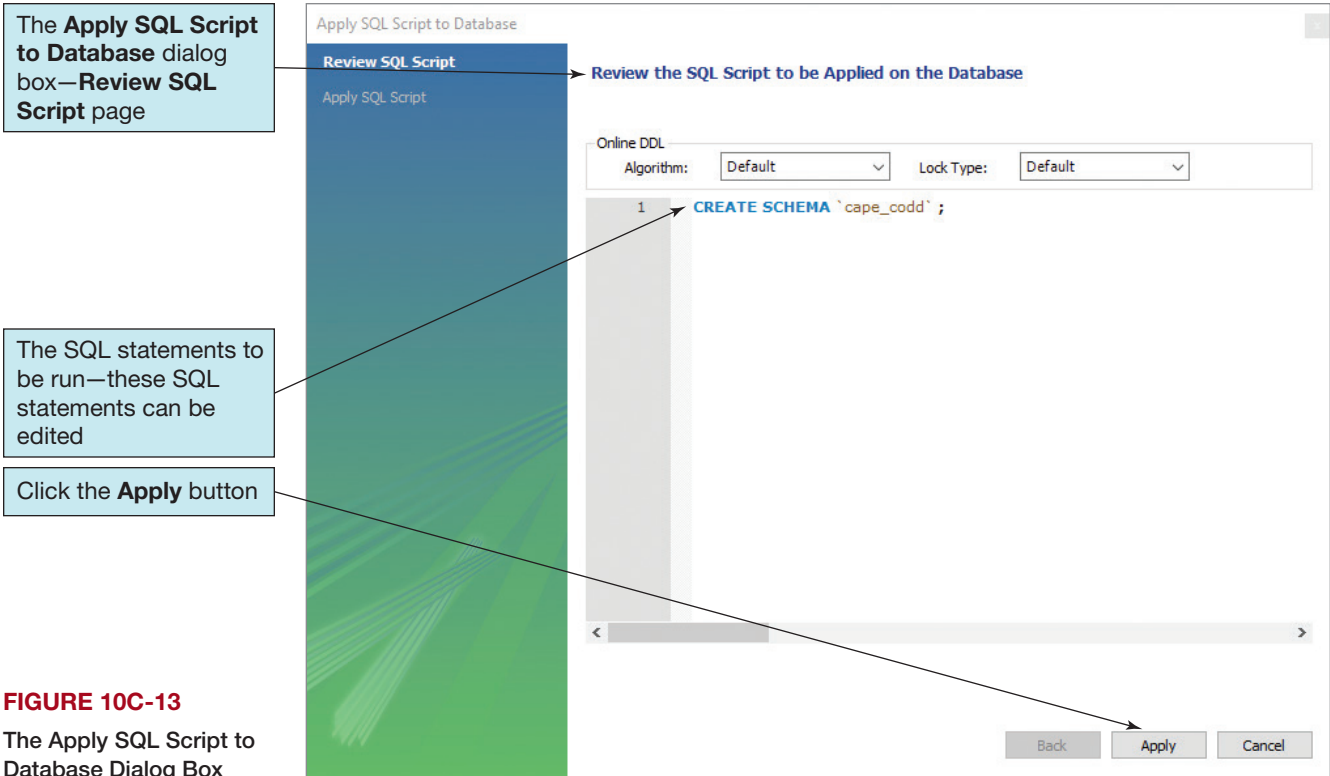 The Apply SQL Script
to Database dialog
box—Review SQL
Script page
The SQL statements to
be run—these SQL
statements can be
edited
Click the Apply button
FIGURE 10C-13
The Apply SQL Script to
Database Dialog Box
Apply SQL Script to Database
x
Review SQL Script
Apply SQL Script
Review the SQL Script to be Applied on the Database
Online DDL
Algorithm: Default Lock Type: Default
1 CREATE SCHEMA `cape_codd` ;
< >
Back Apply Cancel